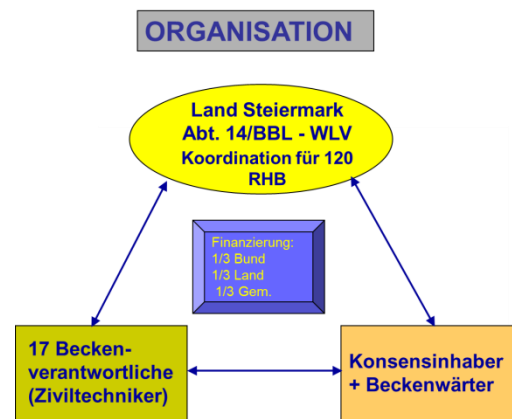 ORGANISATION
Land Steiermark
Abt. 14/BBL - WLV
Koordination für 120
RHB
Finanzierung:
1/3 Bund
1/3 Land
1/3 Gem.
17 Becken-
verantwortliche
(Ziviltechniker)
Konsensinhaber
+ Beckenwärter